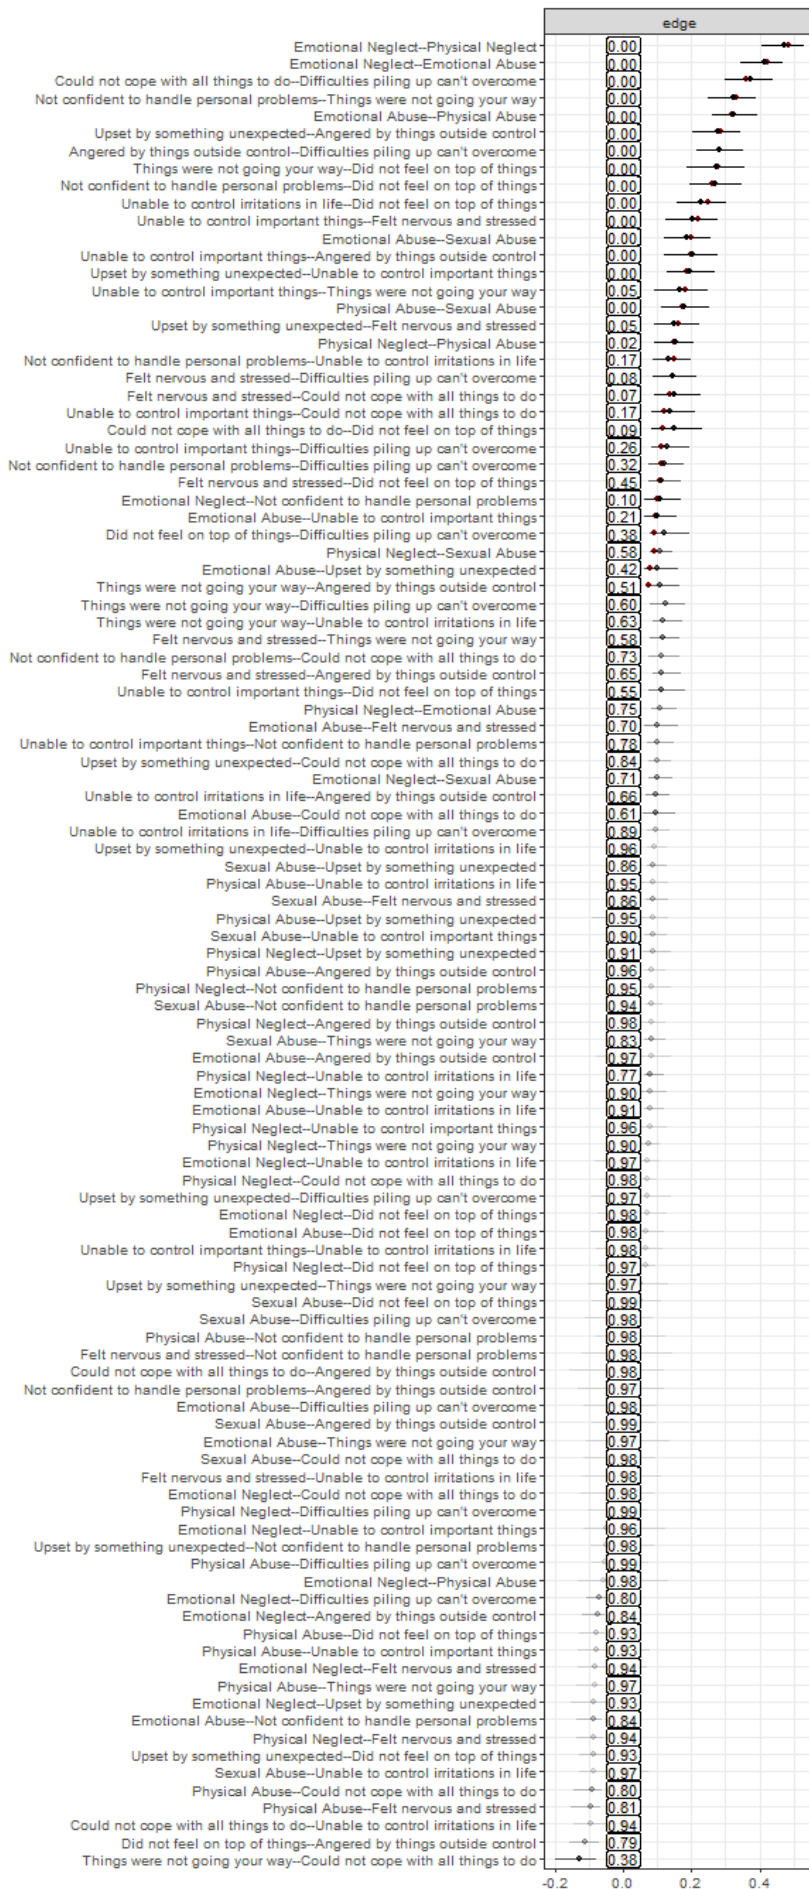 edge
Emotional Neglect--Physical Neglect 0.00
Emotional Neglect--Emotional Abuse 0.00
Could not cope with all things to do--Difficulties piling up can't overcome 0.00
Not confident to handle personal problems--Things were not going your way 0.00
Emotional Abuse--Physical Abuse 0.00
Upset by something unexpected--Angered by things outside control 0.00
Angered by things outside control--Difficulties piling up can't overcome 0.00
Things were not going your way--Did not feel on top of things 0.00
Not confident to handle personal problems--Did not feel on top of things 0.00
Unable to control irritations in life--Did not feel on top of things 0.00
Unable to control important things--Felt nervous and stressed 0.00
Emotional Abuse--Sexual Abuse 0.00
Unable to control important things--Angered by things outside control 0.00
Upset by something unexpected--Unable to control important things 0.00
Unable to control important things--Things were not going your way 0.05
Physical Abuse--Sexual Abuse 0.00
Upset by something unexpected--Felt nervous and stressed 0.05
Physical Neglect--Physical Abuse 0.02
Not confident to handle personal problems--Unable to control irritations in life 0.17
Felt nervous and stressed--Difficulties piling up can't overcome 0.08
Felt nervous and stressed--Could not cope with all things to do 0.07
Unable to control important things--Could not cope with all things to do 0.17
Could not cope with all things to do--Did not feel on top of things 0.09
Unable to control important things--Difficulties piling up can't overcome 0.26
Not confident to handle personal problems--Difficulties piling up can't overcome 0.32
Felt nervous and stressed--Did not feel on top of things 0.45
Emotional Neglect--Not confident to handle personal problems 0.10
Emotional Abuse--Unable to control important things 0.21
Did not feel on top of things--Difficulties piling up can't overcome 0.38
Physical Neglect--Sexual Abuse 0.58
Emotional Abuse--Upset by something unexpected 0.42
Things were not going your way--Angered by things outside control 0.51
Things were not going your way--Difficulties piling up can't overcome 0.60
Things were not going your way--Unable to control irritations in life 0.63
Felt nervous and stressed--Things were not going your way 0.58
Not confident to handle personal problems--Could not cope with all things to do 0.73
Felt nervous and stressed--Angered by things outside control 0.65
Unable to control important things--Did not feel on top of things 0.55
Physical Neglect--Emotional Abuse 0.75
Emotional Abuse--Felt nervous and stressed 0.70
Unable to control important things--Not confident to handle personal problems 0.78
Upset by something unexpected--Could not cope with all things to do 0.84
Emotional Neglect--Sexual Abuse 0.71
Unable to control irritations in life--Angered by things outside control 0.66
Emotional Abuse--Could not cope with all things to do 0.61
Unable to control irritations in life--Difficulties piling up can't overcome 0.89
Upset by something unexpected--Unable to control irritations in life 0.96
Sexual Abuse--Upset by something unexpected 0.86
Physical Abuse--Unable to control irritations in life 0.95
Sexual Abuse--Felt nervous and stressed 0.86
Physical Abuse--Upset by something unexpected 0.95
Sexual Abuse--Unable to control important things 0.90
Physical Neglect--Upset by something unexpected 0.91
Physical Abuse--Angered by things outside control 0.96
Physical Neglect--Not confident to handle personal problems 0.95
Sexual Abuse--Not confident to handle personal problems 0.94
Physical Neglect--Angered by things outside control 0.98
Sexual Abuse--Things were not going your way 0.83
Emotional Abuse--Angered by things outside control 0.97
Physical Neglect--Unable to control irritations in life 0.77
Emotional Neglect--Things were not going your way 0.90
Emotional Abuse--Unable to control irritations in life 0.91
Physical Neglect--Unable to control important things 0.96
Physical Neglect--Things were not going your way 0.90
Emotional Neglect--Unable to control irritations in life 0.97
Physical Neglect--Could not cope with all things to do 0.98
Upset by something unexpected--Difficulties piling up can't overcome 0.97
Emotional Neglect--Did not feel on top of things 0.98
Emotional Abuse--Did not feel on top of things 0.98
Unable to control important things--Unable to control irritations in life 0.98
Physical Neglect--Did not feel on top of things 0.97
Upset by something unexpected--Things were not going your way 0.97
Sexual Abuse--Did not feel on top of things 0.99
Sexual Abuse--Difficulties piling up can't overcome 0.98
Physical Abuse--Not confident to handle personal problems 0.98
Felt nervous and stressed--Not confident to handle personal problems 0.98
Could not cope with all things to do--Angered by things outside control 0.98
Not confident to handle personal problems--Angered by things outside control 0.97
Emotional Abuse--Difficulties piling up can't overcome 0.98
Sexual Abuse--Angered by things outside control 0.99
Emotional Abuse--Things were not going your way 0.97
Sexual Abuse--Could not cope with all things to do 0.98
Felt nervous and stressed--Unable to control irritations in life 0.98
Emotional Neglect--Could not cope with all things to do 0.98
Physical Neglect--Difficulties piling up can't overcome 0.99
Emotional Neglect--Unable to control important things 0.96
Upset by something unexpected--Not confident to handle personal problems 0.98
Physical Abuse--Difficulties piling up can't overcome 0.99
Emotional Neglect--Physical Abuse 0.98
Emotional Neglect--Difficulties piling up can't overcome 0.80
Emotional Neglect--Angered by things outside control 0.84
Physical Abuse--Did not feel on top of things 0.93
Physical Abuse--Unable to control important things 0.93
Emotional Neglect--Felt nervous and stressed 0.94
Physical Abuse--Things were not going your way 0.97
Emotional Neglect--Upset by something unexpected 0.93
Emotional Abuse--Not confident to handle personal problems 0.84
Physical Neglect--Felt nervous and stressed 0.94
Upset by something unexpected--Did not feel on top of things 0.93
Sexual Abuse--Unable to control irritations in life 0.97
Physical Abuse--Could not cope with all things to do 0.80
Physical Abuse--Felt nervous and stressed 0.81
Could not cope with all things to do--Unable to control irritations in life 0.94
Did not feel on top of things--Angered by things outside control 0.79
Things were not going your way--Could not cope with all things to do 0.38
-0.2 0.0 0.2 0.4